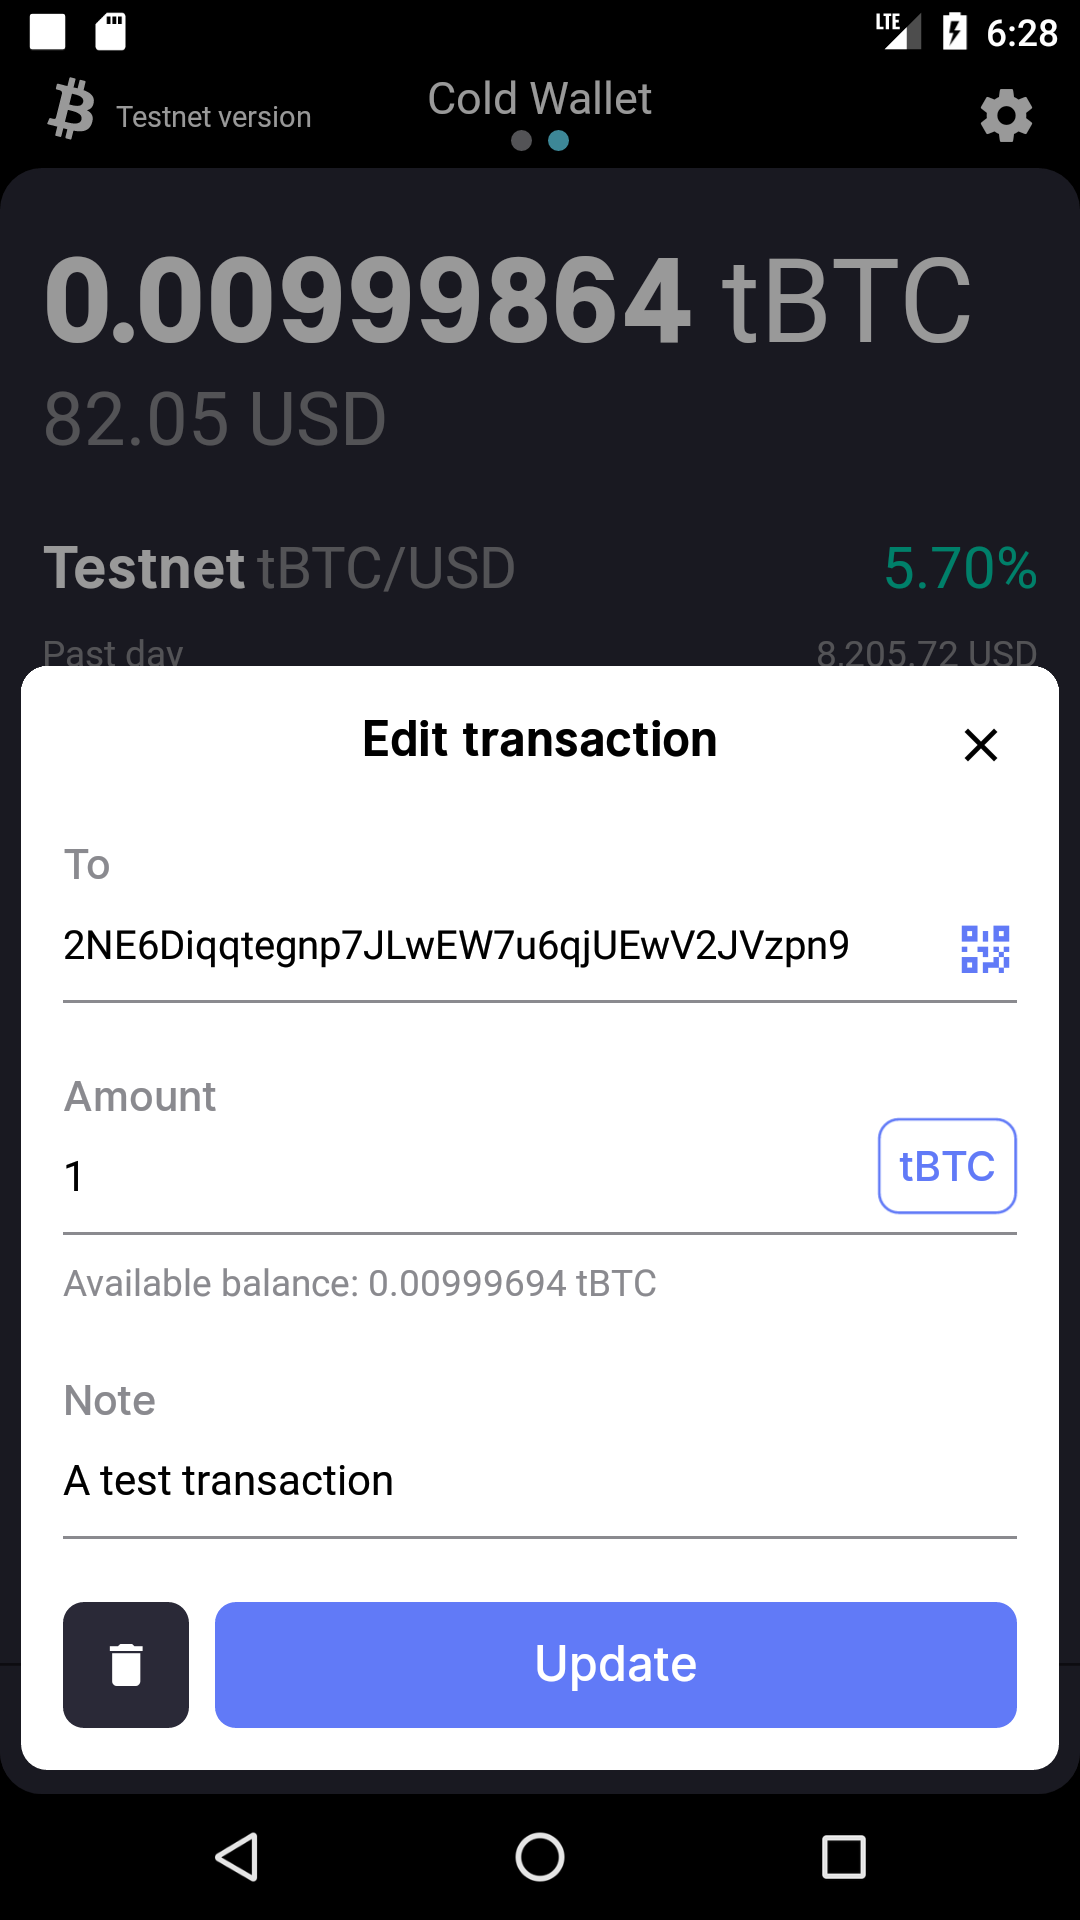 LTE 6:28
Testnet version
Cold Wallet
0.00999864 tBTC
82.05 USD
Testnet tBTC/USD 5.70%
Past day 8,205.72 USD
Edit transaction
To
2NE6Diqqtegnp7JLwEW7u6qjUEwV2JVzpn9
Amount
1 tBTC
Available balance: 0.00999694 tBTC
Note
A test transaction
Update